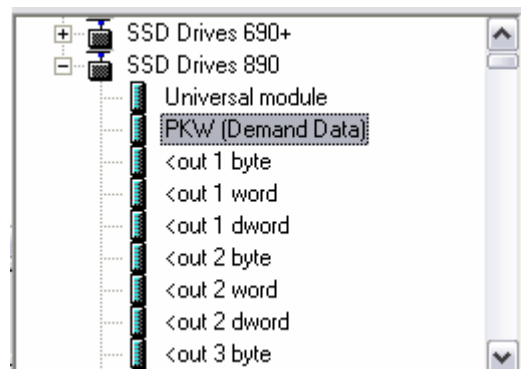 SSD Drives 690+
SSD Drives 890
Universal module
PKW (Demand Data)
<out 1 byte
<out 1 word
<out 1 dword
<out 2 byte
<out 2 word
<out 2 dword
<out 3 byte